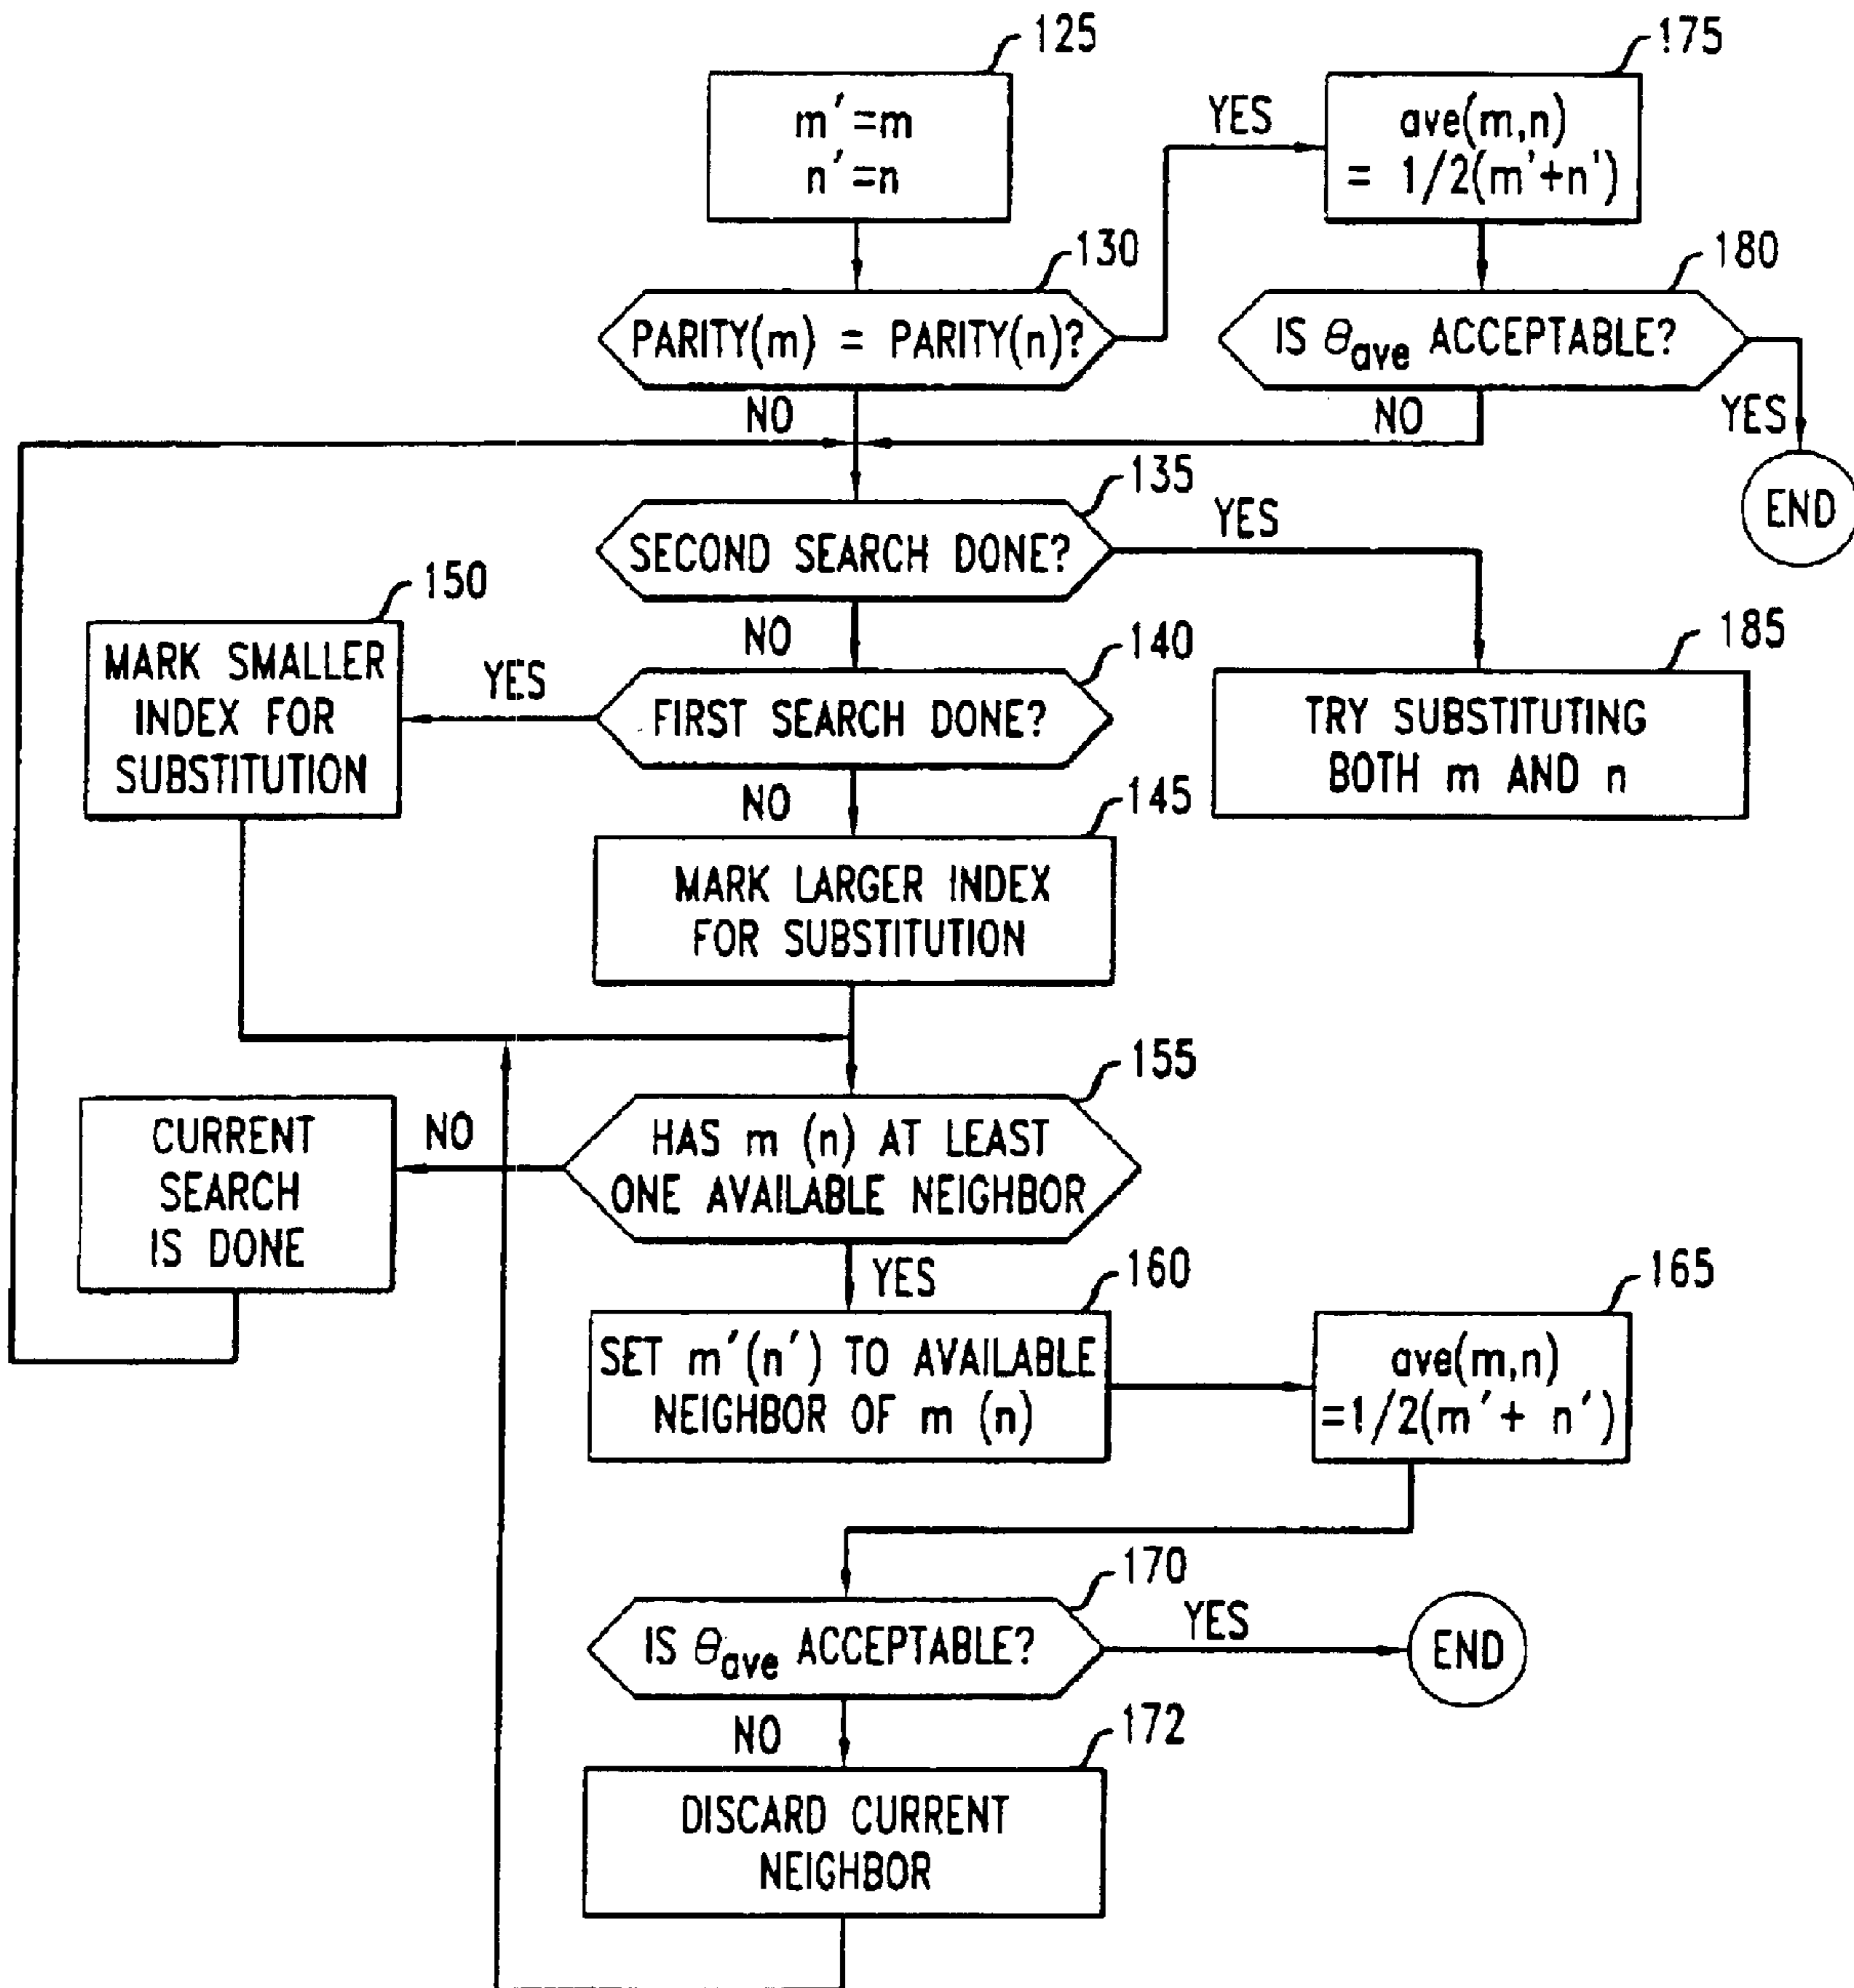 125
m'=m
n'=n
175
YES
ave(m,n)
= 1/2(m'+n')
130
PARITY(m) = PARITY(n)?
180
IS θave ACCEPTABLE?
NO
NO
YES
END
135
SECOND SEARCH DONE?
YES
150
MARK SMALLER
INDEX FOR
SUBSTITUTION
NO
YES
140
FIRST SEARCH DONE?
185
TRY SUBSTITUTING
BOTH m AND n
NO
145
MARK LARGER INDEX
FOR SUBSTITUTION
155
HAS m (n) AT LEAST
ONE AVAILABLE NEIGHBOR
NO
CURRENT
SEARCH
IS DONE
YES
160
SET m'(n') TO AVAILABLE
NEIGHBOR OF m (n)
165
ave(m,n)
=1/2(m'+ n')
170
IS θave ACCEPTABLE?
YES
END
NO
172
DISCARD CURRENT
NEIGHBOR